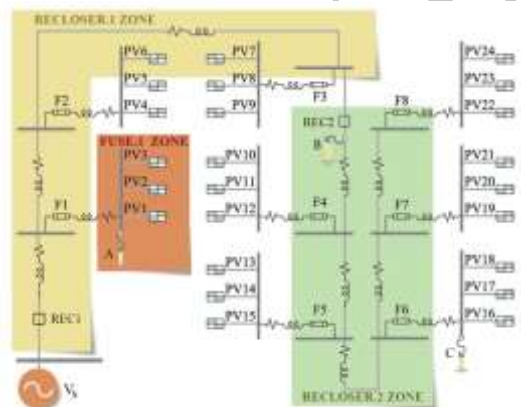 RECLOSER.1 ZONE
PV6
PV7
PV24
PV5
PV8
PV23
F2
PV4
PV9
F3
F8
PV22
REC2
FUSE.1 ZONE
B
PV3
PV10
PV21
PV2
PV11
PV20
F1
PV1
PV12
F4
F7
PV19
A
PV13
PV18
PV14
PV17
REC1
PV15
F5
F6
PV16
C
Vs
RECLOSER.2 ZONE